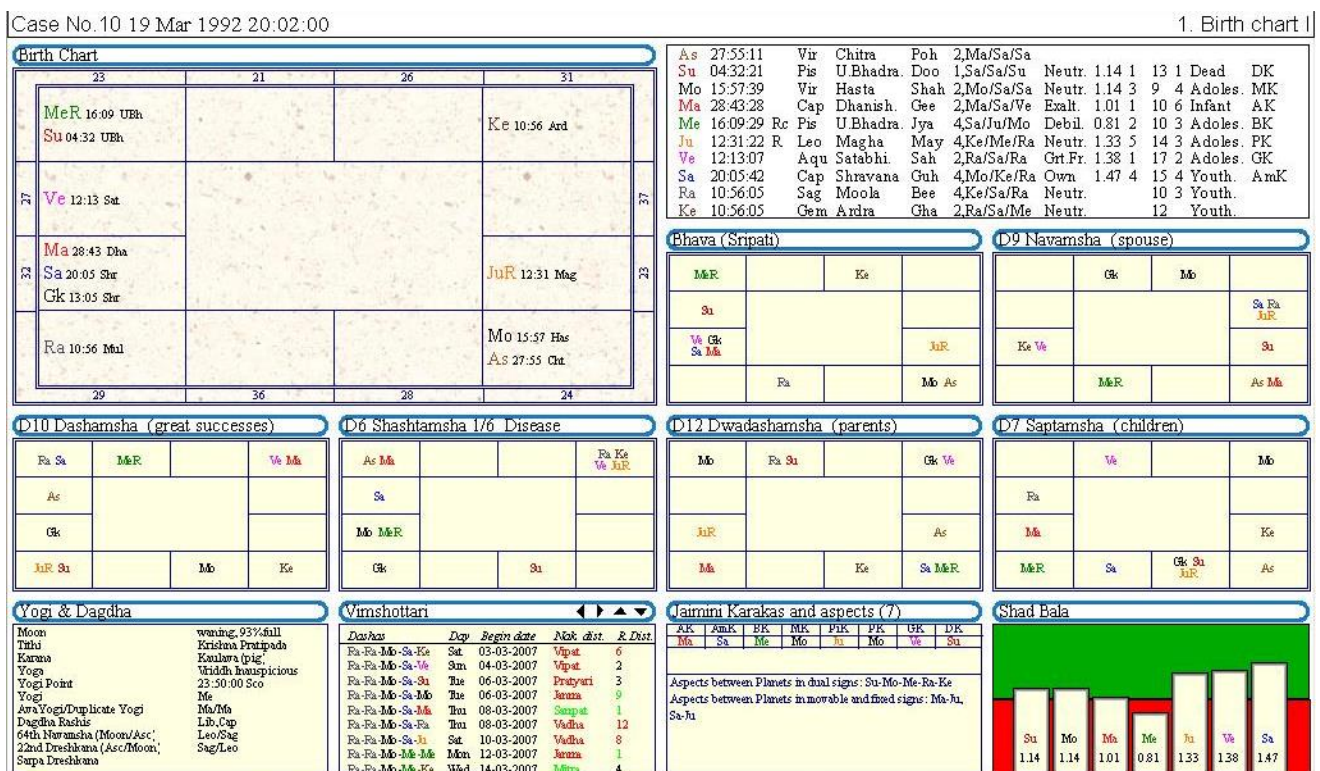 Case No.10 19 Mar 1992 20:02:00
1. Birth chart I
Birth Chart
23 21 26 31
MeR 16:09 UBh
Su 04:32 UBh
Ke 10:56 Ard
27
Ve 12:13 Sat
37
32
Ma 28:43 Dha
Sa 20:05 Shr
Gk 13:05 Shr
JuR 12:31 Mag
23
Ra 10:56 Mul
Mo 15:57 Has
As 27:55 Cht
29 36 28 24
As 27:55:11 Vir Chitra Poh 2,Ma/Sa/Sa
Su 04:32:21 Pis U.Bhadra. Doo 1,Sa/Sa/Su Neutr. 1.14 1 13 1 Dead DK
Mo 15:57:39 Vir Hasta Shah 2,Mo/Sa/Sa Neutr. 1.14 3 9 4 Adoles. MK
Ma 28:43:28 Cap Dhanish. Gee 2,Ma/Sa/Ve Exalt. 1.01 1 10 6 Infant AK
Me 16:09:29 Rc Pis U.Bhadra. Jya 4,Sa/Ju/Mo Debil. 0.81 2 10 3 Adoles. BK
Ju 12:31:22 R Leo Magha May 4,Ke/Me/Ra Neutr. 1.33 5 14 3 Adoles. PK
Ve 12:13:07 Aqu Satabhi. Sah 2,Ra/Sa/Ra Grt.Fr. 1.38 1 17 2 Adoles. GK
Sa 20:05:42 Cap Shravana Guh 4,Mo/Ke/Ra Own 1.47 4 15 4 Youth. AmK
Ra 10:56:05 Sag Moola Bee 4,Ke/Sa/Ra Neutr. 10 3 Youth.
Ke 10:56:05 Gem Ardra Gha 2,Ra/Sa/Me Neutr. 12 Youth.
Bhava (Sripati)
MeR Ke
Su
Ve Gk
Sa Ma
JuR
Ra Mo As
D9 Navamsha (spouse)
Gk Mo
Sa Ra
JuR
Ke Ve Su
MeR As Ma
D10 Dashamsha (great successes)
Ra Sa MeR Ve Ma
As
Gk
JuR Su Mo Ke
D6 Shashtamsha 1/6 Disease
As Ma Ra Ke
Ve JuR
Sa
Mo MeR
Gk Su
D12 Dwadashamsha (parents)
Mo Ra Su Gk Ve
JuR As
Ma Ke Sa MeR
D7 Saptamsha (children)
Ve Mo
Ra
Ma Ke
MeR Sa Gk Su
JuR
As
Yogi & Dagdha
Moon waning, 93% full
Tithi Krishna Pratipada
Karana Kaulava (pig)
Yoga Vriddh Inauspicious
Yogi Point 23:50:00 Sco
Yogi Me
AvaYogi/Duplicate Yogi Ma/Ma
Dagdha Rashis Lib,Cap
64th Navamsha (Moon/Asc) Leo/Sag
22nd Dreshkana (Asc/Moon) Sag/Leo
Sarpa Dreshkana
Vimshottari
Dashas Day Begin date Nak. dist. R.Dist.
Ra-Ra-Mo-Sa-Ke Sat 03-03-2007 Vipat 6
Ra-Ra-Mo-Sa-Ve Sun 04-03-2007 Vipat 2
Ra-Ra-Mo-Sa-Su Tue 06-03-2007 Pratyari 3
Ra-Ra-Mo-Sa-Mo Tue 06-03-2007 Janma 9
Ra-Ra-Mo-Sa-Ma Thu 08-03-2007 Sampat 1
Ra-Ra-Mo-Sa-Ra Thu 08-03-2007 Vadha 12
Ra-Ra-Mo-Sa-Ju Sat 10-03-2007 Vadha 8
Ra-Ra-Mo-Me-Me Mon 12-03-2007 Janma 1
Ra-Ra-Mo-Me-Ke Wed 14-03-2007 Mitra 4
Jaimini Karakas and aspects (7)
AK AmK BK MK PiK PK GK DK
Ma Sa Me Mo Ju Mo Ve Su
Aspects between Planets in dual signs: Su-Mo-Me-Ra-Ke
Aspects between Planets in movable and fixed signs: Ma-Ju,
Sa-Ju
Shad Bala
Su Mo Ma Me Ju Ve Sa
1.14 1.14 1.01 0.81 1.33 1.38 1.47